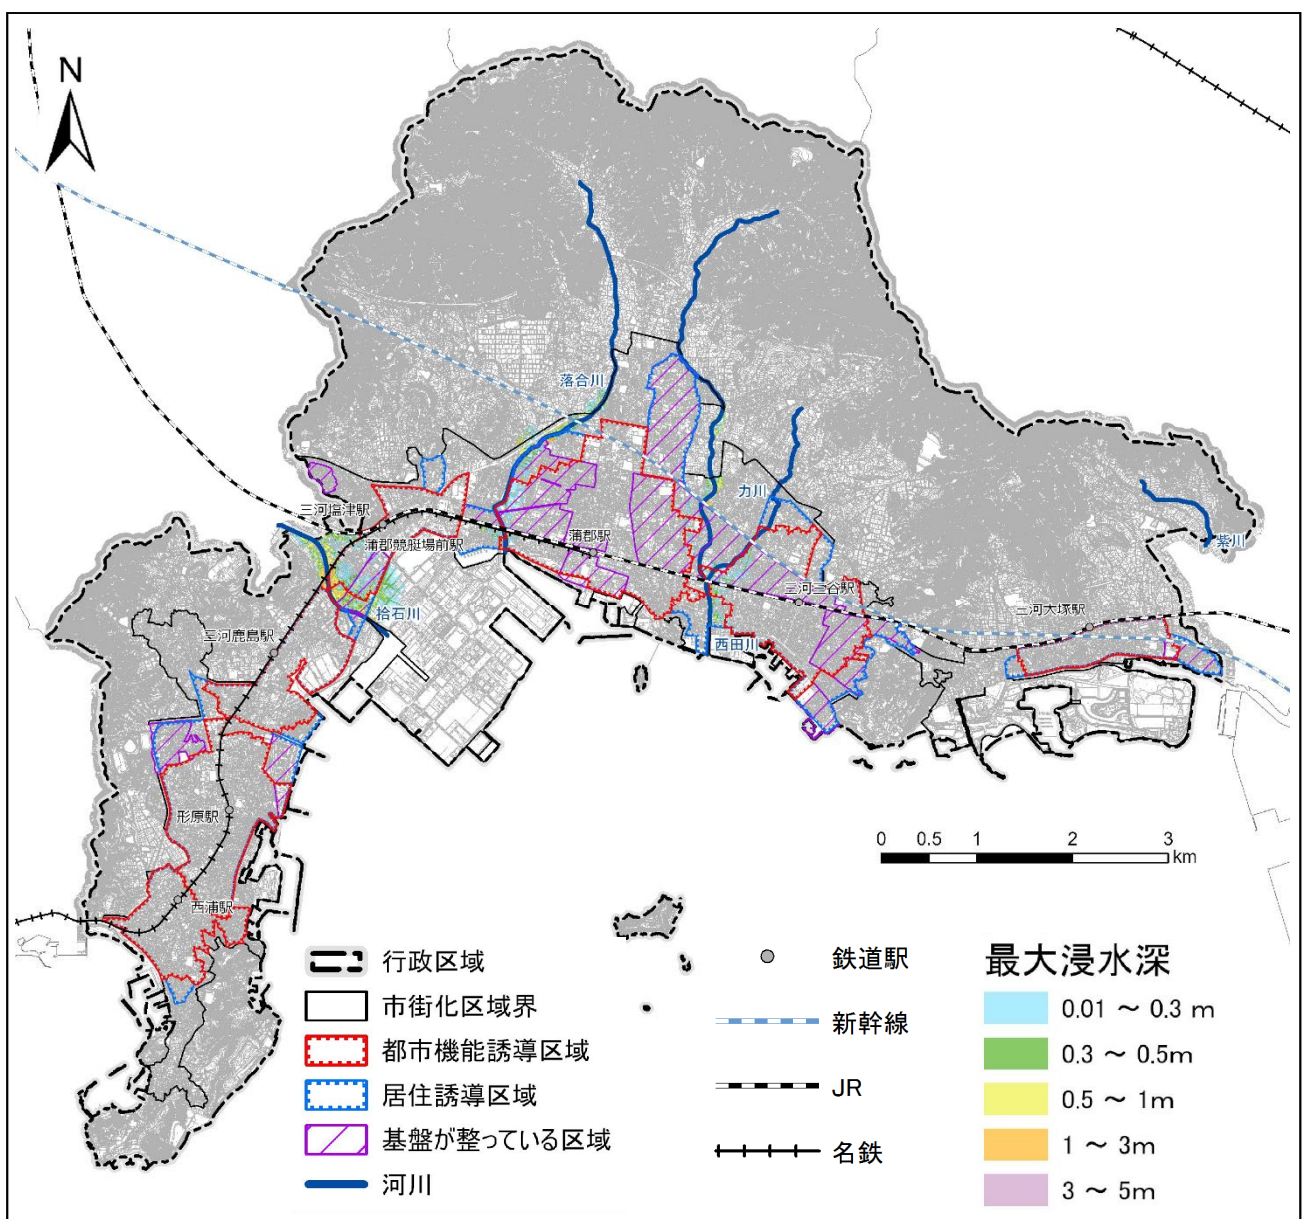 N
落合川
力川
三河塩津駅
蒲郡競艇場前駅
蒲郡駅
紫川
三河三谷駅
三河大塚駅
拾石川
三河鹿島駅
西田川
形原駅
西浦駅
0 0.5 1 2 3
km
行政区域
市街化区域界
都市機能誘導区域
居住誘導区域
基盤が整っている区域
河川
鉄道駅
新幹線
JR
名鉄
最大浸水深
0.01 ～ 0.3 m
0.3 ～ 0.5m
0.5 ～ 1m
1 ～ 3m
3 ～ 5m